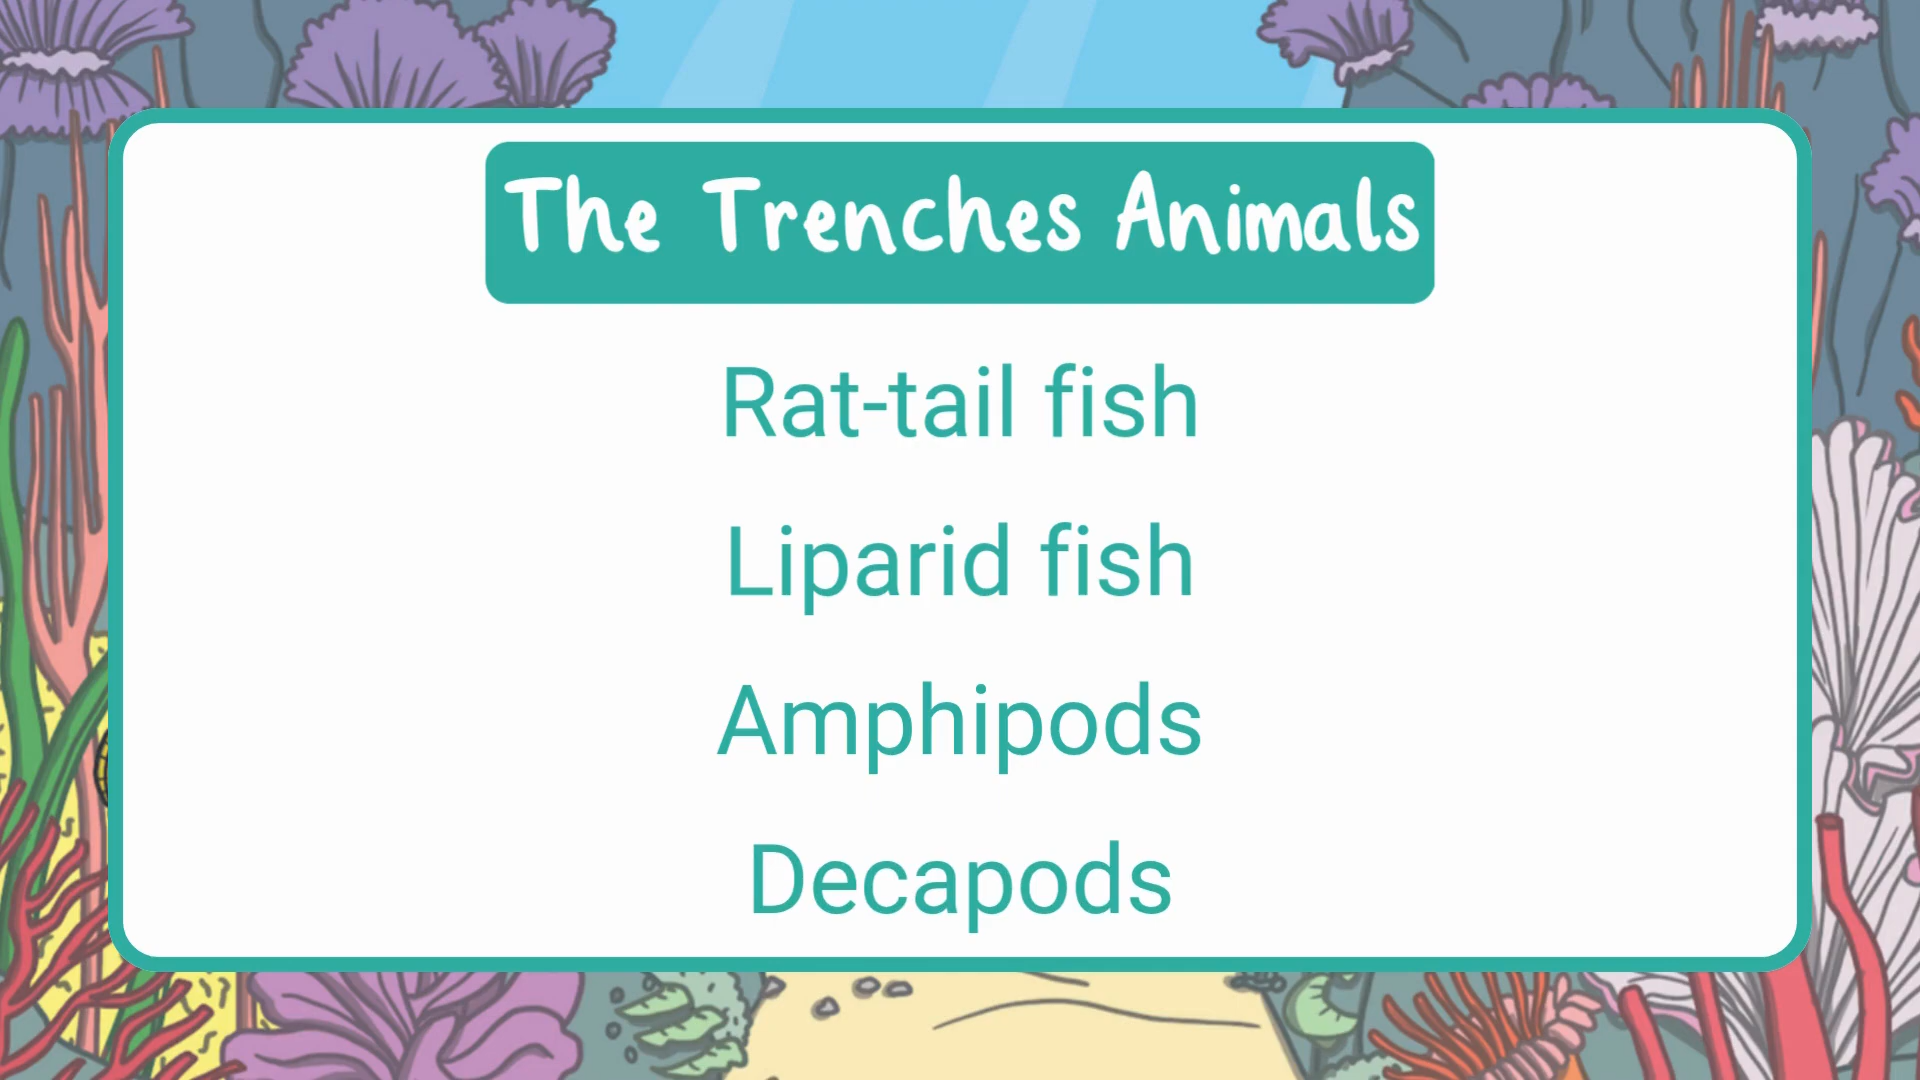 The Trenches Animals
Rat-tail fish
Liparid fish
Amphipods
Decapods